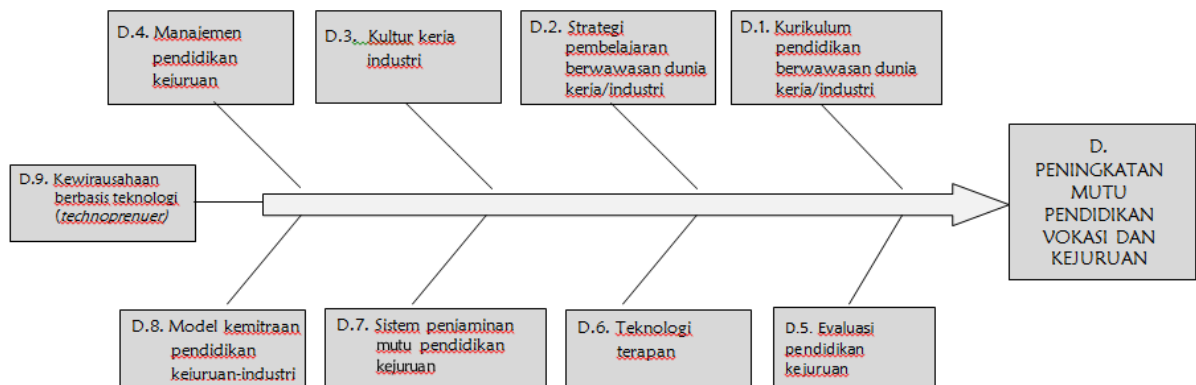 D.4. Manajemen
pendidikan
kejuruan
D.3. Kultur kerja
industri
D.2. Strategi
pembelajaran
berwawasan dunia
kerja/industri
D.1. Kurikulum
pendidikan
berwawasan dunia
kerja/industri
D.9. Kewirausahaan
berbasis teknologi
(technoprenuer)
D.
PENINGKATAN
MUTU
PENDIDIKAN
VOKASI DAN
KEJURUAN
D.8. Model kemitraan
pendidikan
kejuruan-industri
D.7. Sistem penjaminan
mutu pendidikan
kejuruan
D.6. Teknologi
terapan
D.5. Evaluasi
pendidikan
kejuruan